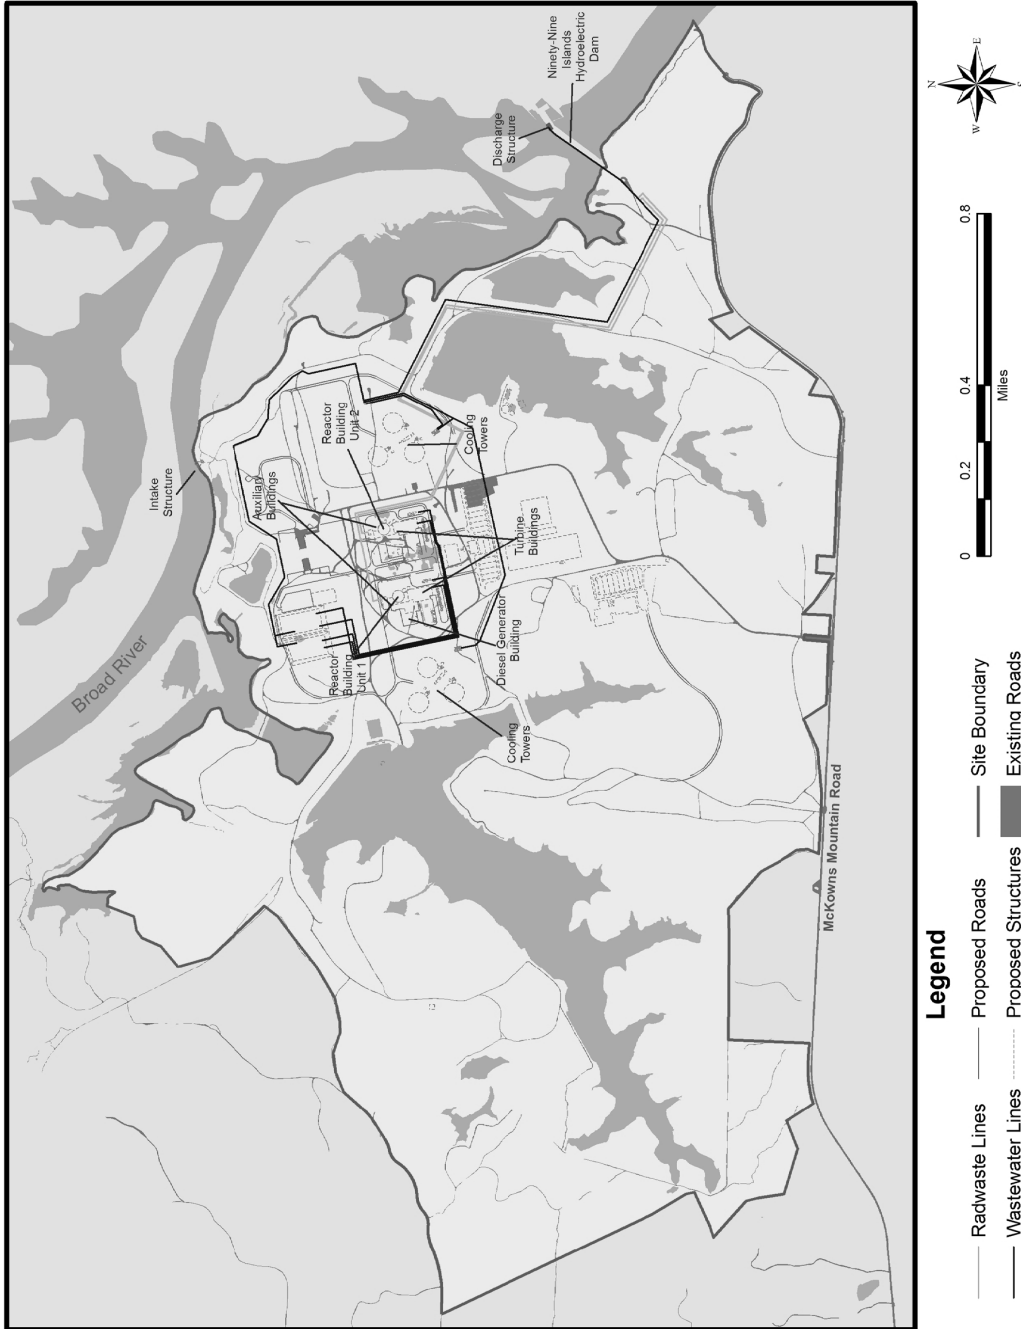 Ninety-Nine
Islands
Hydroelectric
Dam
Discharge
Structure
Intake
Structure
Broad River
Auxiliary
Buildings
Reactor
Building
Unit 2
Cooling
Towers
Turbine
Buildings
Reactor
Building
Unit 1
Diesel Generator
Building
Cooling
Towers
McKowns Mountain Road
N
E
S
W
0
0.2
0.4
0.8
Miles
Legend
Radwaste Lines
Proposed Roads
Site Boundary
Wastewater Lines
Proposed Structures
Existing Roads